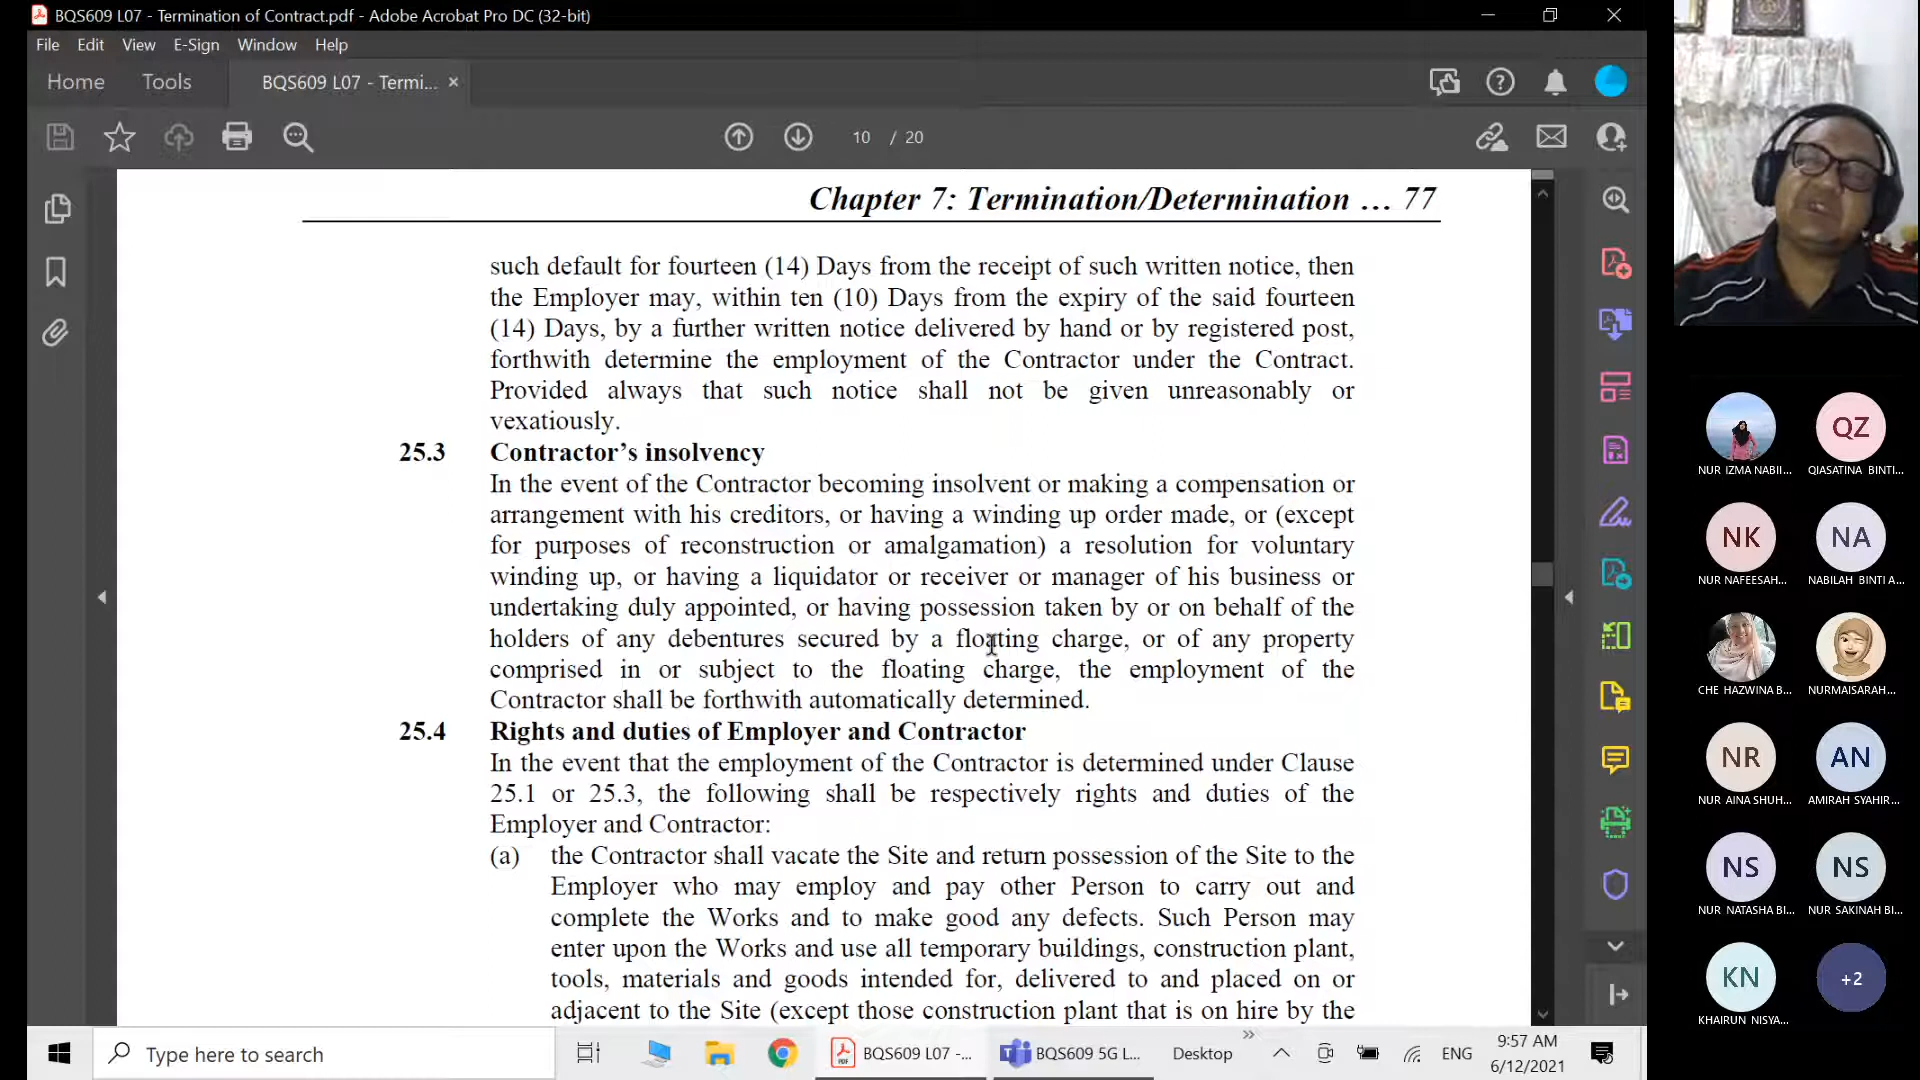 BQS609 L07 - Termination of Contract.pdf - Adobe Acrobat Pro DC (32-bit)
File Edit View E-Sign Window Help
Home Tools BQS609 L07 - Termi... ×
10 / 20
Chapter 7: Termination/Determination … 77
such default for fourteen (14) Days from the receipt of such written notice, then
the Employer may, within ten (10) Days from the expiry of the said fourteen
(14) Days, by a further written notice delivered by hand or by registered post,
forthwith determine the employment of the Contractor under the Contract.
Provided always that such notice shall not be given unreasonably or
vexatiously.
25.3 Contractor’s insolvency
In the event of the Contractor becoming insolvent or making a compensation or
arrangement with his creditors, or having a winding up order made, or (except
for purposes of reconstruction or amalgamation) a resolution for voluntary
winding up, or having a liquidator or receiver or manager of his business or
undertaking duly appointed, or having possession taken by or on behalf of the
holders of any debentures secured by a floating charge, or of any property
comprised in or subject to the floating charge, the employment of the
Contractor shall be forthwith automatically determined.
25.4 Rights and duties of Employer and Contractor
In the event that the employment of the Contractor is determined under Clause
25.1 or 25.3, the following shall be respectively rights and duties of the
Employer and Contractor:
(a) the Contractor shall vacate the Site and return possession of the Site to the
Employer who may employ and pay other Person to carry out and
complete the Works and to make good any defects. Such Person may
enter upon the Works and use all temporary buildings, construction plant,
tools, materials and goods intended for, delivered to and placed on or
adjacent to the Site (except those construction plant that is on hire by the
QZ
NUR IZMA NABII... QIASATINA BINTI...
NK NA
NUR NAFEESAH... NABILAH BINTI A...
CHE HAZWINA B... NURMAISARAH...
NR AN
NUR AINA SHUH... AMIRAH SYAHIR...
NS NS
NUR NATASHA BI... NUR SAKINAH BI...
KN +2
KHAIRUN NISYA...
Type here to search
BQS609 L07 -... BQS609 5G L... Desktop » ENG 9:57 AM
6/12/2021